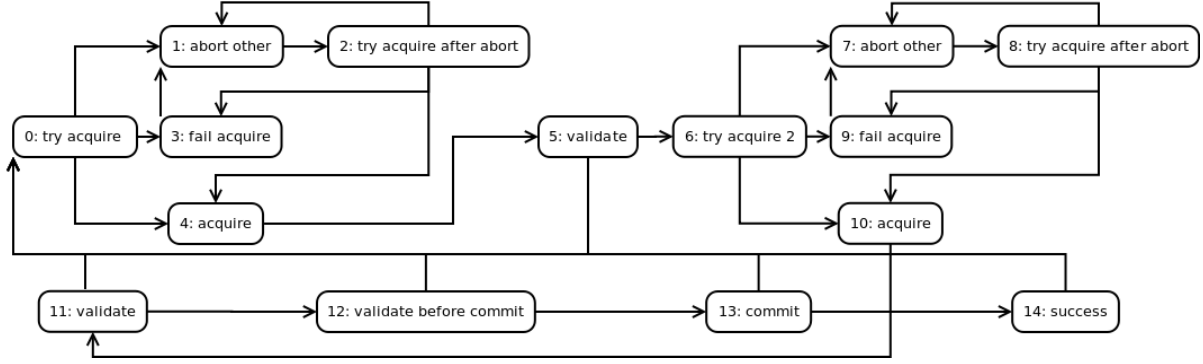 1: abort other
2: try acquire after abort
7: abort other
8: try acquire after abort
0: try acquire
3: fail acquire
5: validate
6: try acquire 2
9: fail acquire
4: acquire
10: acquire
11: validate
12: validate before commit
13: commit
14: success